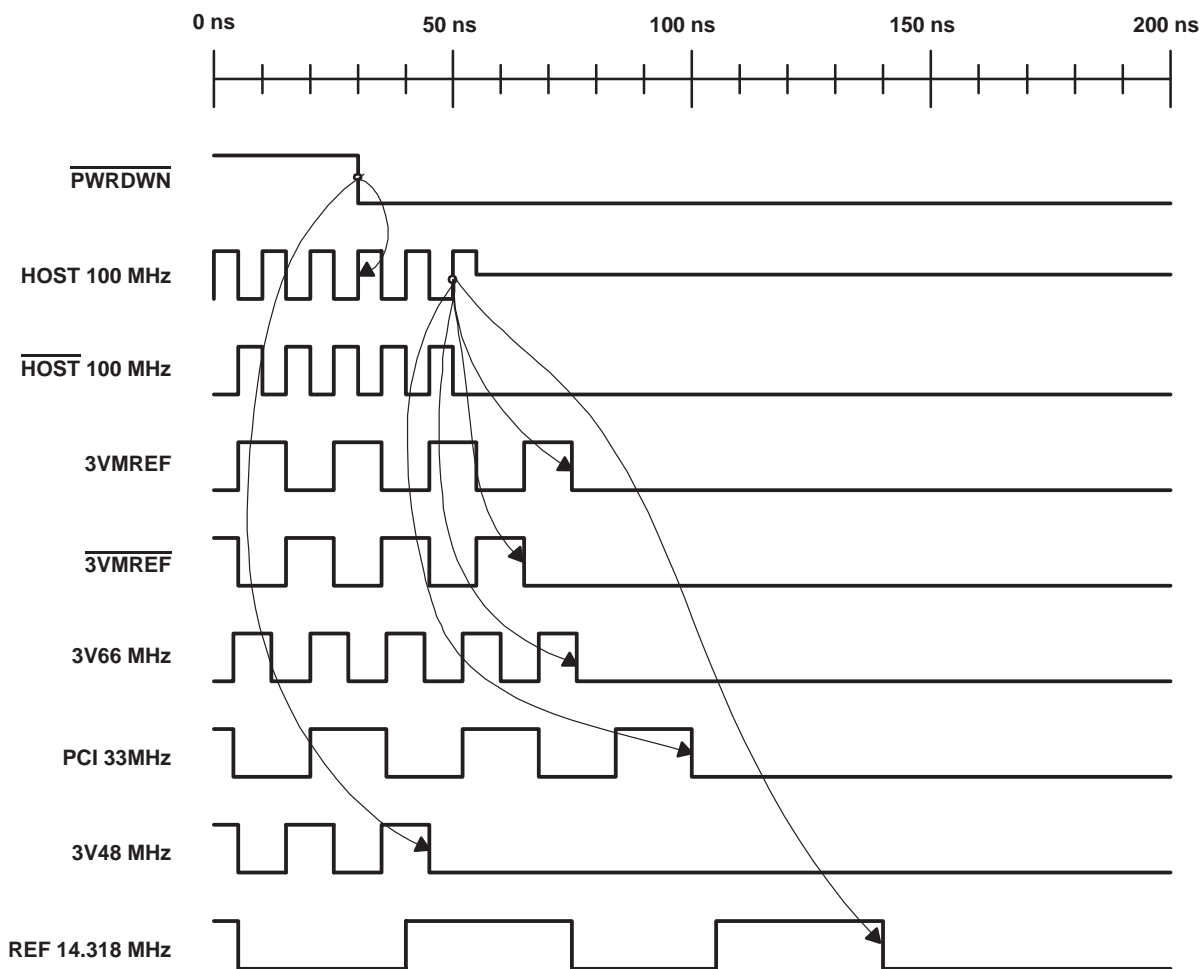 0 ns 50 ns 100 ns 150 ns 200 ns
PWRDWN
HOST 100 MHz
HOST 100 MHz
3VMREF
3VMREF
3V66 MHz
PCI 33MHz
3V48 MHz
REF 14.318 MHz